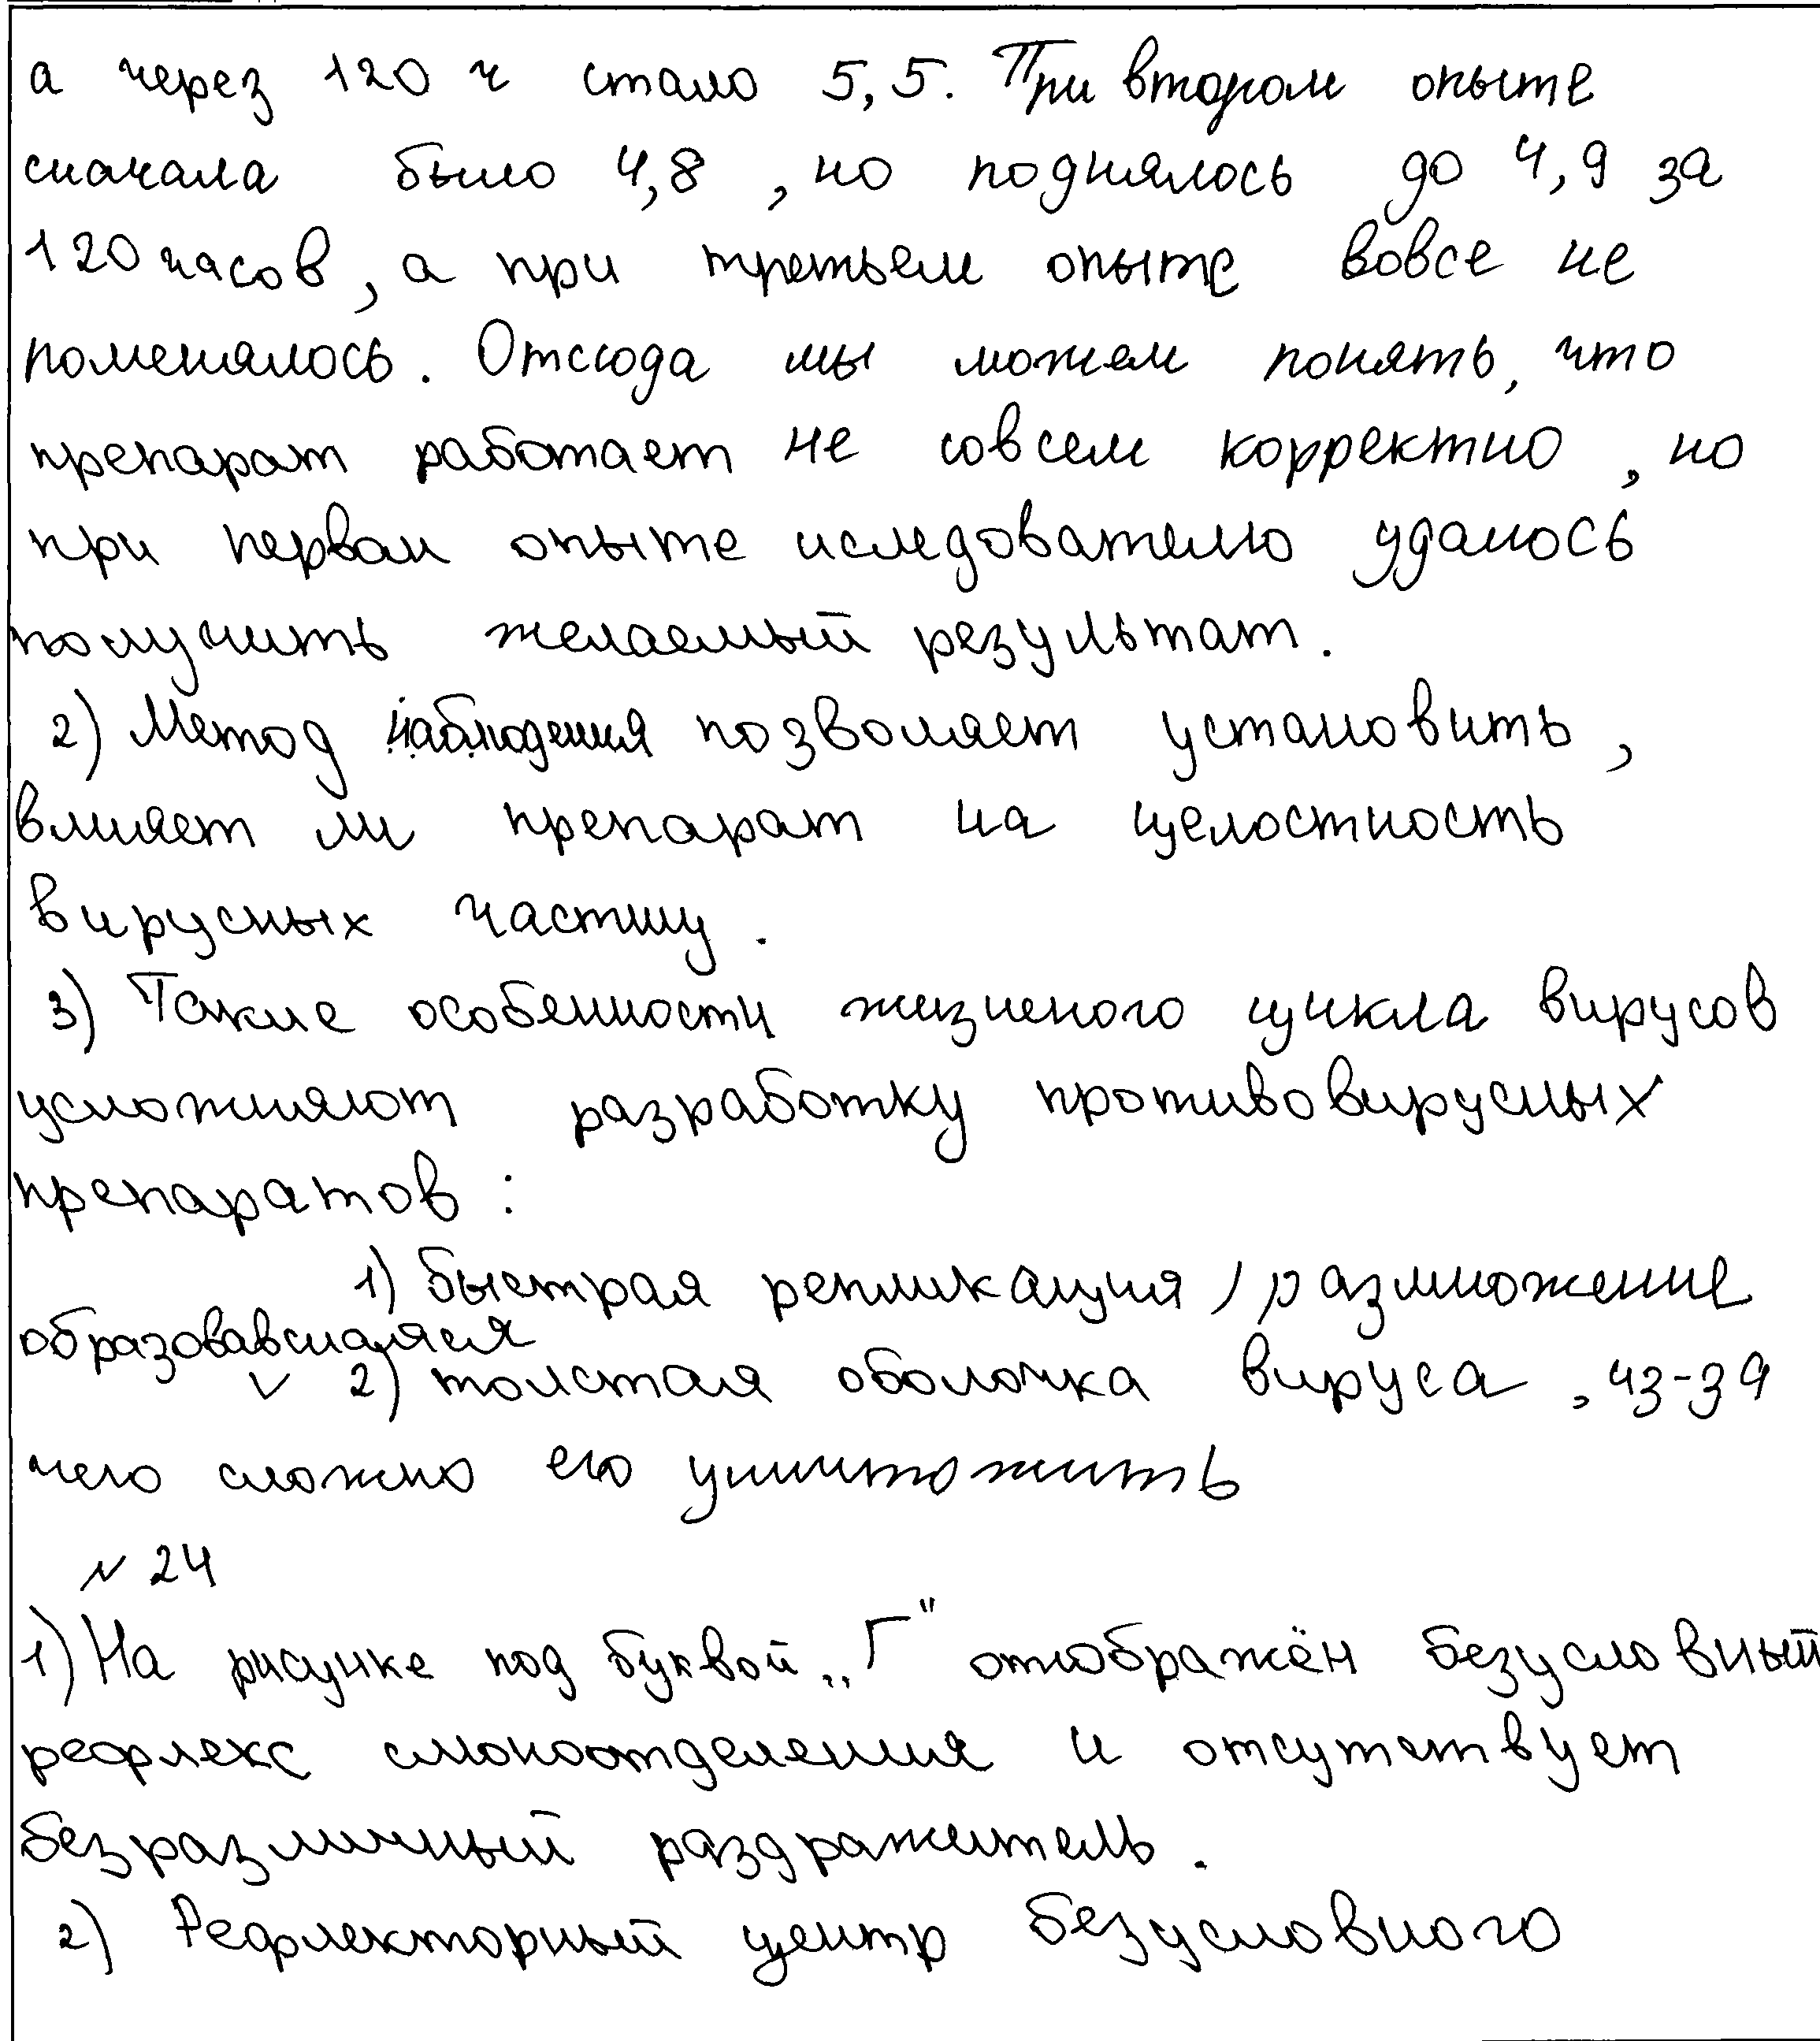 а через 120 ч стало 5,5. При втором опыте
сначала было 4,8, но поднялось до 4,9 за
120 часов, а при третьем опыте вовсе не
поменялось. Отсюда мы можем понять, что
препарат работает не совсем корректно, но
при первом опыте иследователю удалось
получить желаемый результат.
2) Метод наблюдения позволяет установить,
влияет ли препарат на целостность
вирусных частиц.
3) Такие особенности жизненого цикла вирусов
усложняют разработку противовирусных
препаратов:
1) быстрая репликация / размножение
образовавшаяся
√ 2) толстая оболочка вируса, из-за
чего сложно его уничтожить
№ 24
1) На рисунке под буквой „Г" отображён безусловный
рефлекс слюноотделения и отсутствует
безразличный раздражитель.
2) Рефлекторный центр безусловного